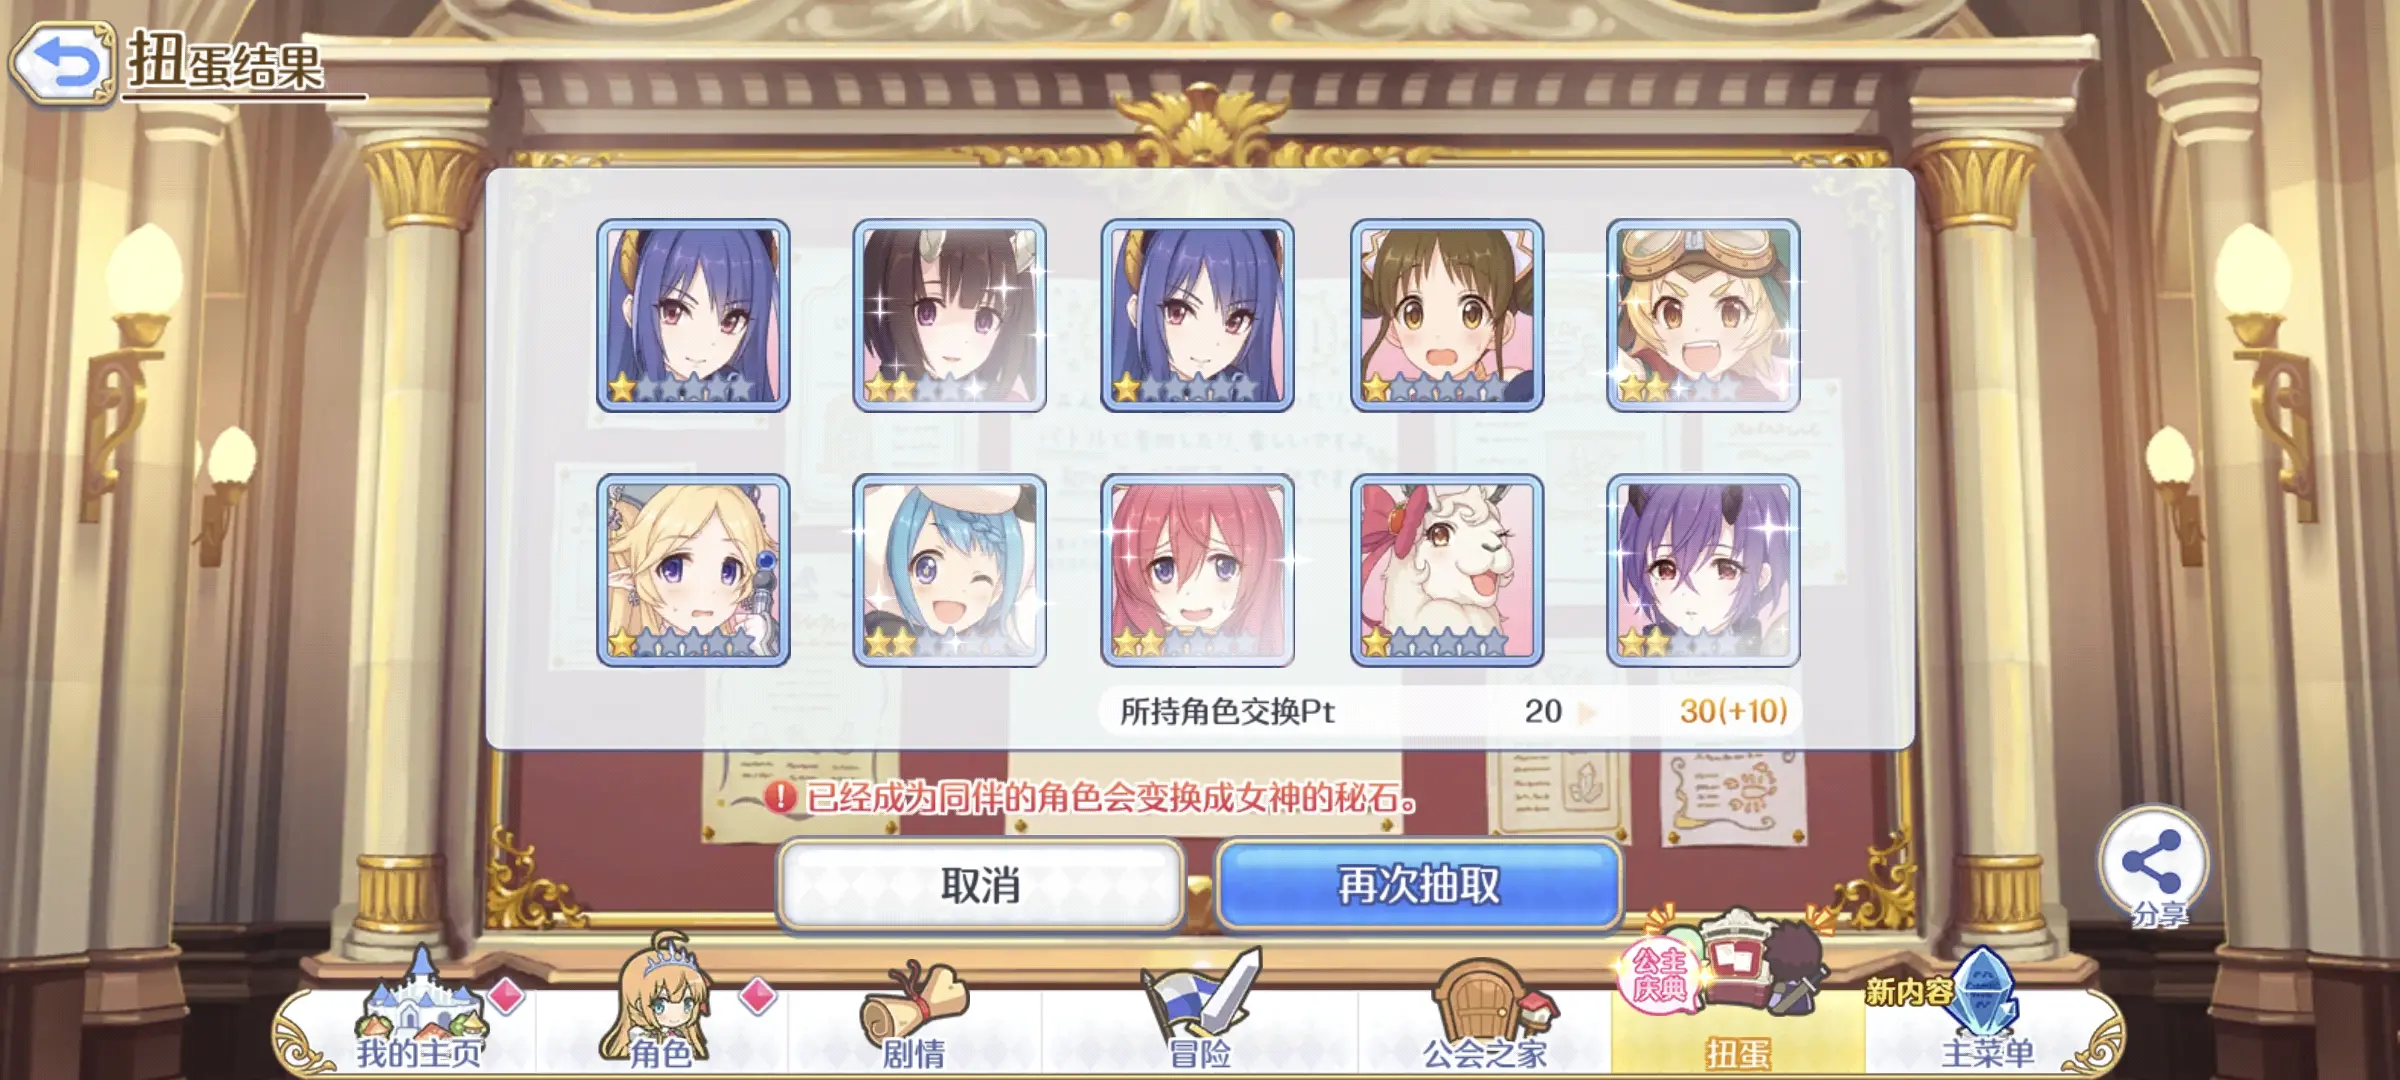 扭蛋结果
所持角色交换Pt 20 30(+10)
已经成为同伴的角色会变换成女神的秘石。
取消
再次抽取
分享
公主
庆典
新内容
我的主页
角色
剧情
冒险
公会之家
扭蛋
主菜单